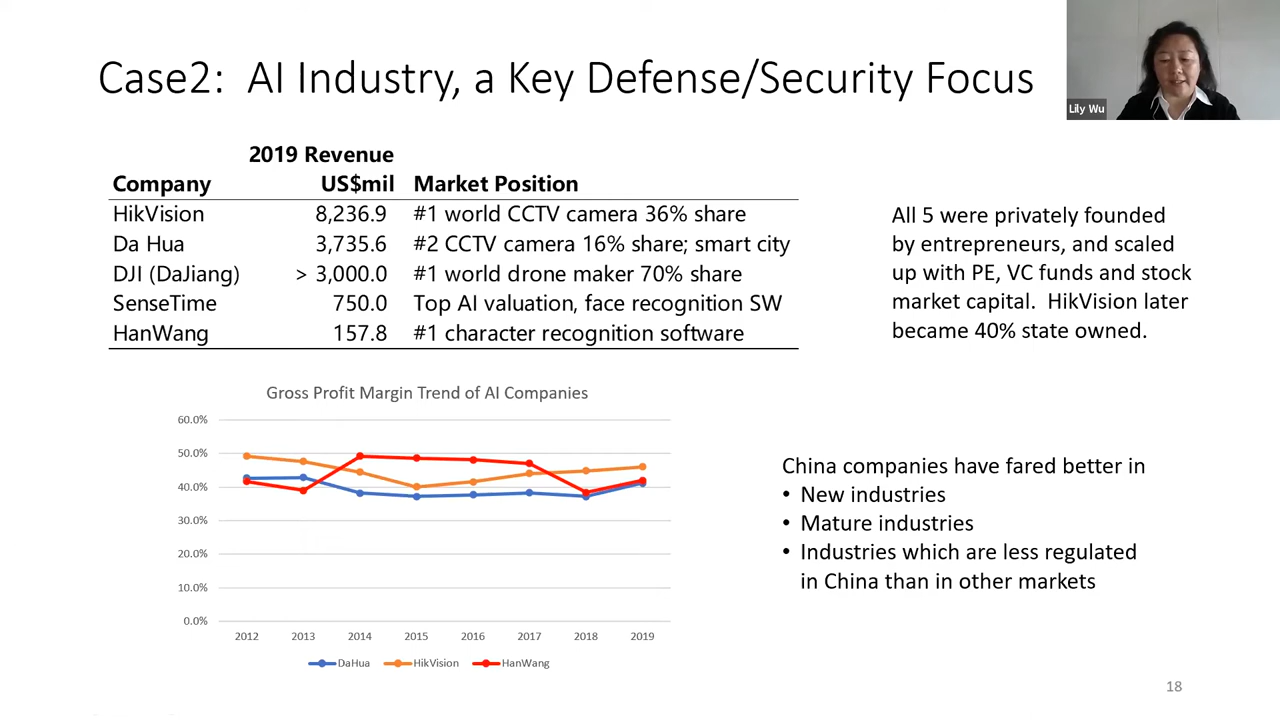 Case2: AI Industry, a Key Defense/Security Focus
Lily Wu
2019 Revenue
Company US$mil Market Position
HikVision 8,236.9 #1 world CCTV camera 36% share
Da Hua 3,735.6 #2 CCTV camera 16% share; smart city
DJI (DaJiang) > 3,000.0 #1 world drone maker 70% share
SenseTime 750.0 Top AI valuation, face recognition SW
HanWang 157.8 #1 character recognition software
All 5 were privately founded
by entrepreneurs, and scaled
up with PE, VC funds and stock
market capital. HikVision later
became 40% state owned.
Gross Profit Margin Trend of AI Companies
60.0%
50.0%
40.0%
30.0%
20.0%
10.0%
0.0%
2012 2013 2014 2015 2016 2017 2018 2019
DaHua HikVision HanWang
China companies have fared better in
• New industries
• Mature industries
• Industries which are less regulated
in China than in other markets
18